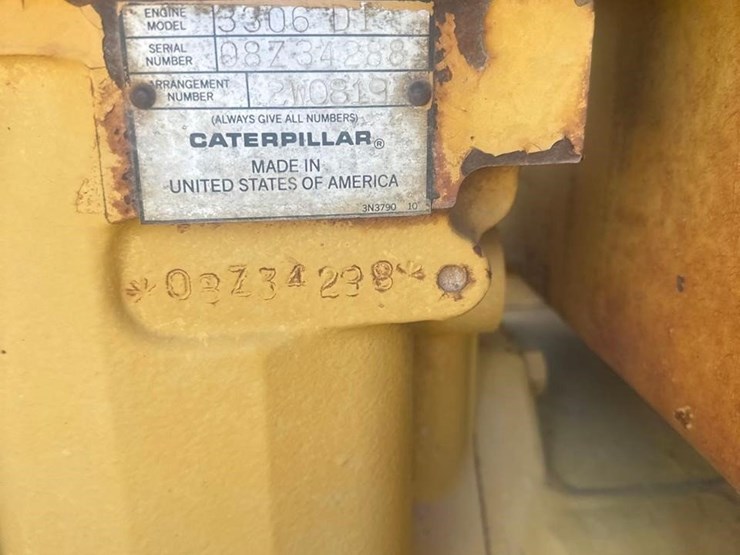 ENGINE MODEL 3306 DI
SERIAL NUMBER 08Z34288
ARRANGEMENT NUMBER 2W0819
(ALWAYS GIVE ALL NUMBERS)
CATERPILLAR®
MADE IN
UNITED STATES OF AMERICA
3N3790 10
*08Z34288*